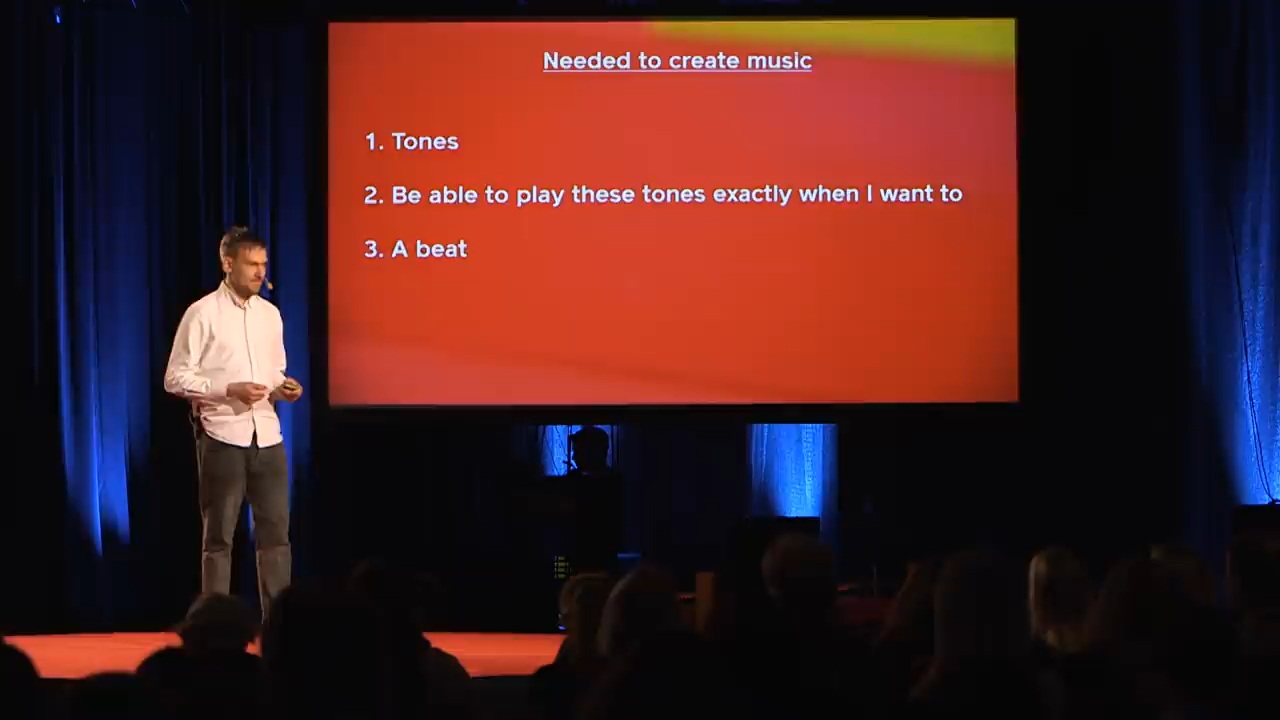 Needed to create music
1. Tones
2. Be able to play these tones exactly when I want to
3. A beat